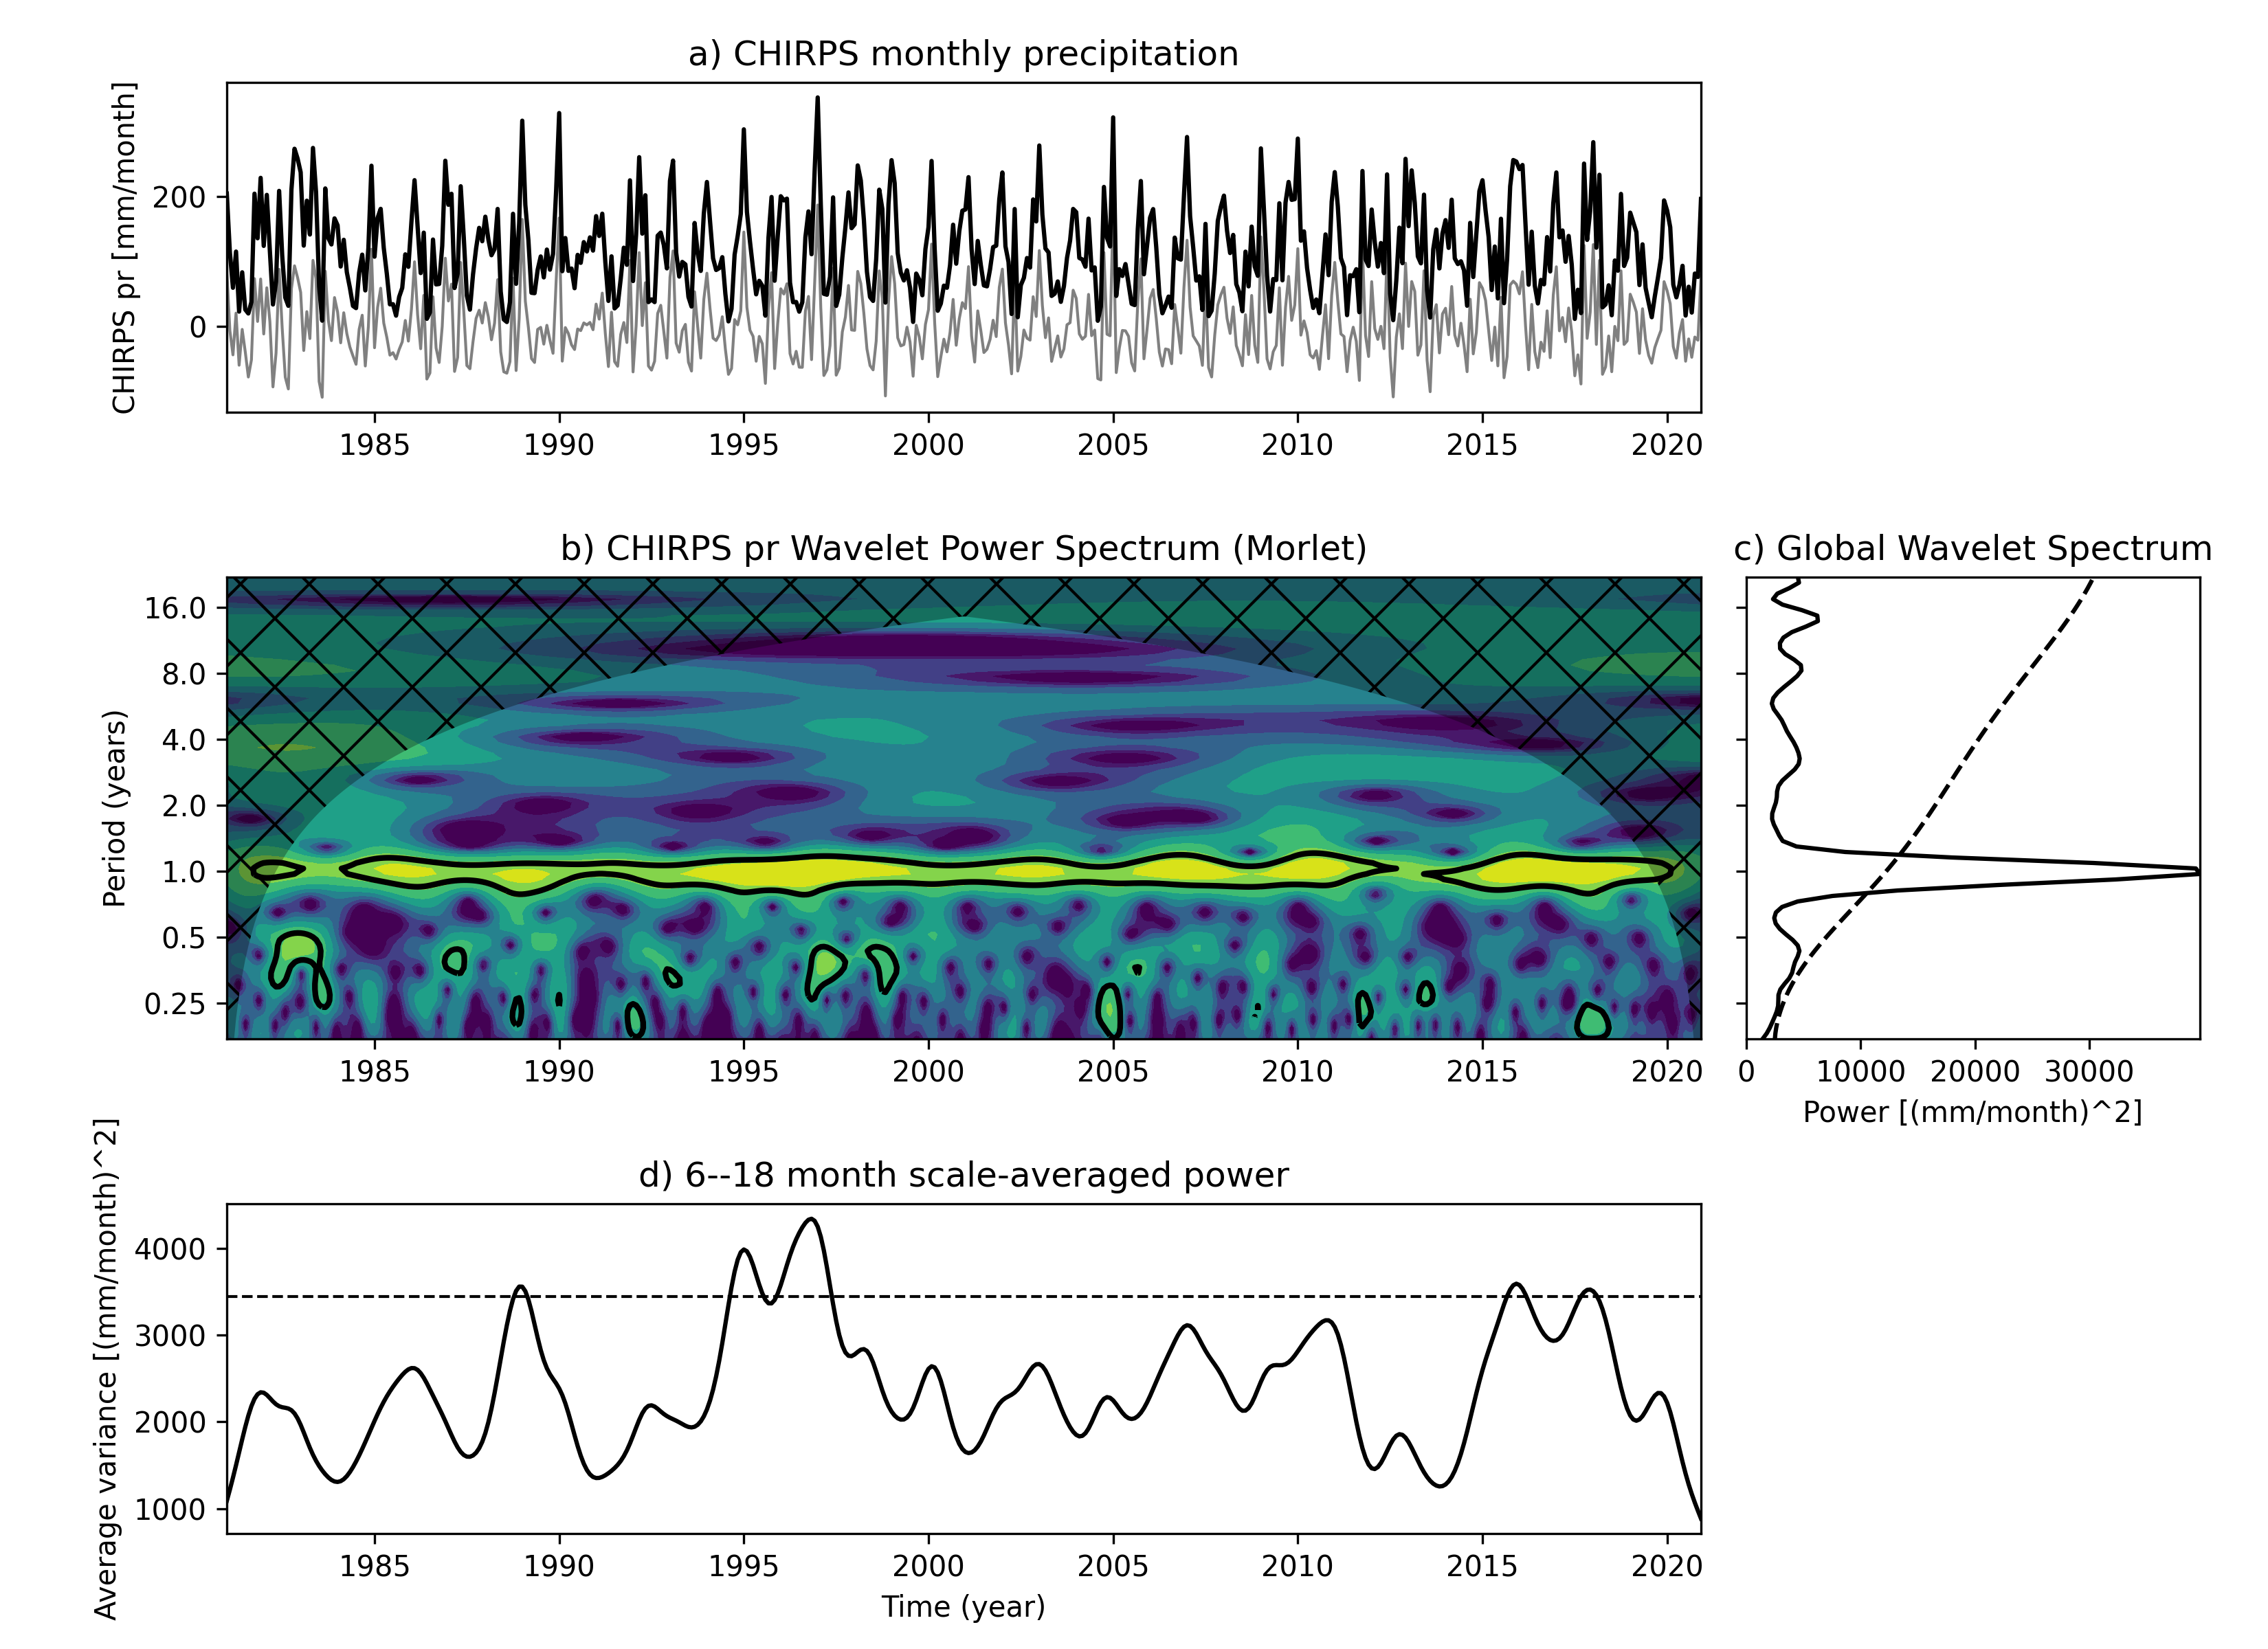 a) CHIRPS monthly precipitation
CHIRPS pr [mm/month]
200
0
1985 1990 1995 2000 2005 2010 2015 2020
b) CHIRPS pr Wavelet Power Spectrum (Morlet)
Period (years)
16.0
8.0
4.0
2.0
1.0
0.5
0.25
1985 1990 1995 2000 2005 2010 2015 2020
c) Global Wavelet Spectrum
0 10000 20000 30000
Power [(mm/month)^2]
d) 6--18 month scale-averaged power
Average variance [(mm/month)^2]
4000
3000
2000
1000
1985 1990 1995 2000 2005 2010 2015 2020
Time (year)